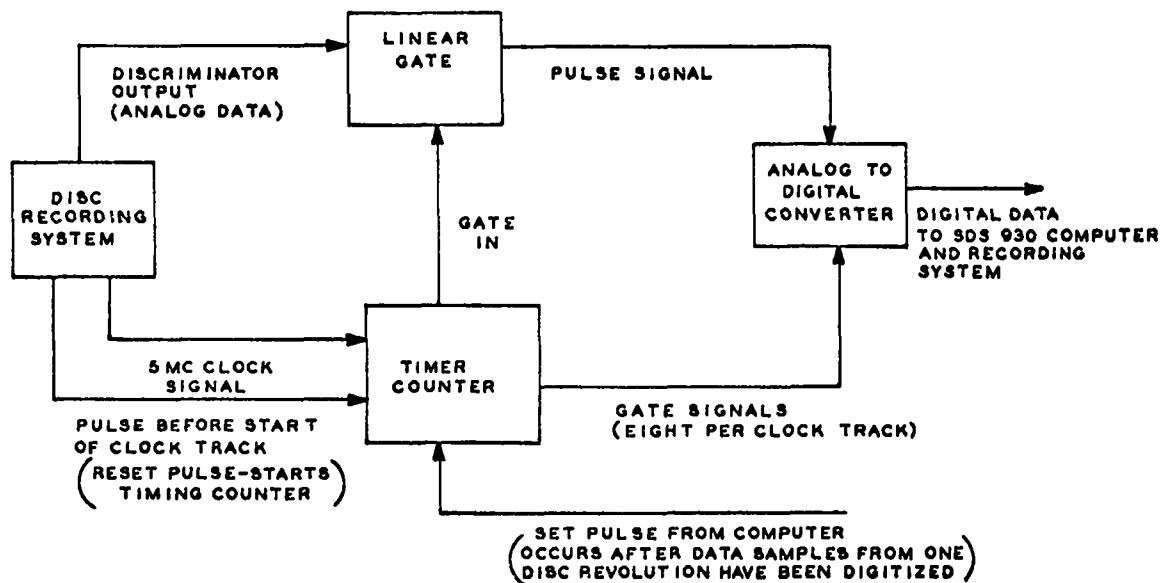 LINEAR
GATE
DISCRIMINATOR
OUTPUT
(ANALOG DATA)
PULSE SIGNAL
DISC
RECORDING
SYSTEM
GATE
IN
ANALOG TO
DIGITAL
CONVERTER
DIGITAL DATA
TO SDS 930 COMPUTER
AND RECORDING
SYSTEM
5 MC CLOCK
SIGNAL
TIMER
COUNTER
PULSE BEFORE START
OF CLOCK TRACK
(RESET PULSE-STARTS
TIMING COUNTER)
GATE SIGNALS
(EIGHT PER CLOCK TRACK)
(SET PULSE FROM COMPUTER
OCCURS AFTER DATA SAMPLES FROM ONE
DISC REVOLUTION HAVE BEEN DIGITIZED)